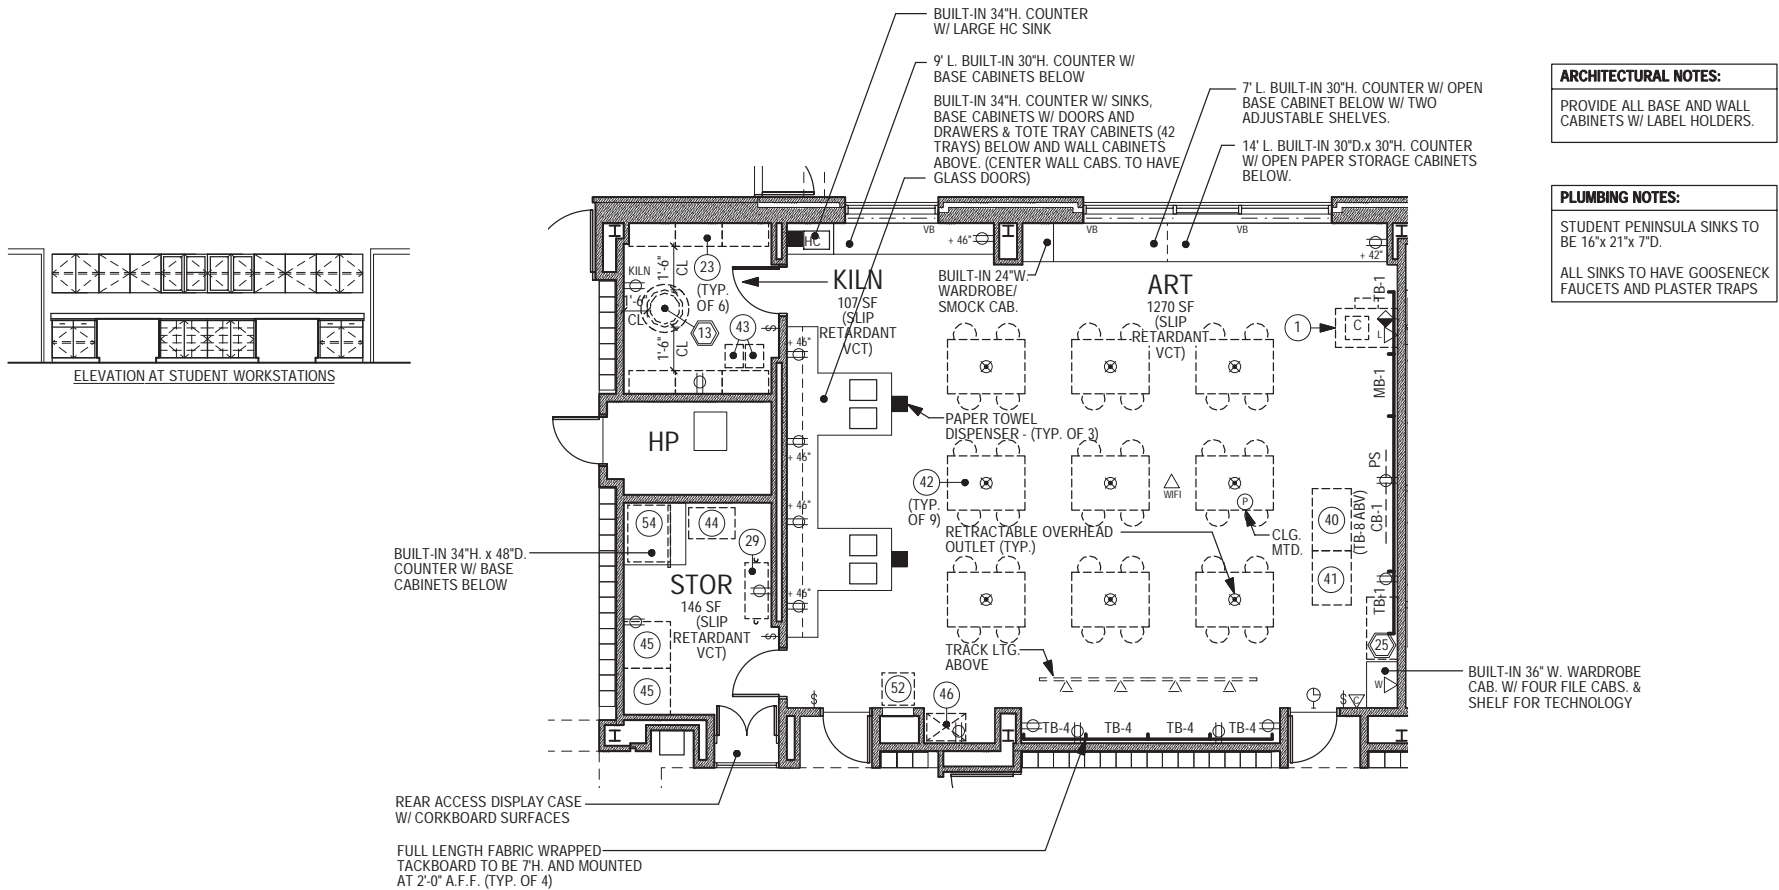 BUILT-IN 34"H. COUNTER
W/ LARGE HC SINK
9' L. BUILT-IN 30"H. COUNTER W/
BASE CABINETS BELOW
BUILT-IN 34"H. COUNTER W/ SINKS,
BASE CABINETS W/ DOORS AND
DRAWERS & TOTE TRAY CABINETS (42
TRAYS) BELOW AND WALL CABINETS
ABOVE. (CENTER WALL CABS. TO HAVE
GLASS DOORS)
7' L. BUILT-IN 30"H. COUNTER W/ OPEN
BASE CABINET BELOW W/ TWO
ADJUSTABLE SHELVES.
14' L. BUILT-IN 30"D.x 30"H. COUNTER
W/ OPEN PAPER STORAGE CABINETS
BELOW.
ARCHITECTURAL NOTES:
PROVIDE ALL BASE AND WALL
CABINETS W/ LABEL HOLDERS.
PLUMBING NOTES:
STUDENT PENINSULA SINKS TO
BE 16"x 21"x 7"D.
ALL SINKS TO HAVE GOOSENECK
FAUCETS AND PLASTER TRAPS
ELEVATION AT STUDENT WORKSTATIONS
HC
VB
+ 46"
VB
VB
+ 42"
KILN
1'-6"
CL
23
(TYP.
OF 6)
1'-6"
CL
13
43
1'-6"
CL
$
KILN
107 SF
(SLIP
RETARDANT
VCT)
BUILT-IN 24"W.
WARDROBE/
SMOCK CAB.
ART
1270 SF
(SLIP
RETARDANT
VCT)
1
C
L
TB-1
MB-1
PS
CB-1
(TB-8 ABV)
TB-1
+ 46"
+ 46"
+ 46"
+ 46"
HP
PAPER TOWEL
DISPENSER - (TYP. OF 3)
42
(TYP.
OF 9)
WIFI
P
RETRACTABLE OVERHEAD
OUTLET (TYP.)
CLG.
MTD.
40
41
25
W
54
44
29
BUILT-IN 34"H. x 48"D.
COUNTER W/ BASE
CABINETS BELOW
STOR
146 SF
(SLIP
RETARDANT
VCT)
$
45
45
TRACK LTG.
ABOVE
52
46
$
$
TB-4
TB-4
TB-4
TB-4
BUILT-IN 36" W. WARDROBE
CAB. W/ FOUR FILE CABS. &
SHELF FOR TECHNOLOGY
REAR ACCESS DISPLAY CASE
W/ CORKBOARD SURFACES
FULL LENGTH FABRIC WRAPPED
TACKBOARD TO BE 7'H. AND MOUNTED
AT 2'-0" A.F.F. (TYP. OF 4)